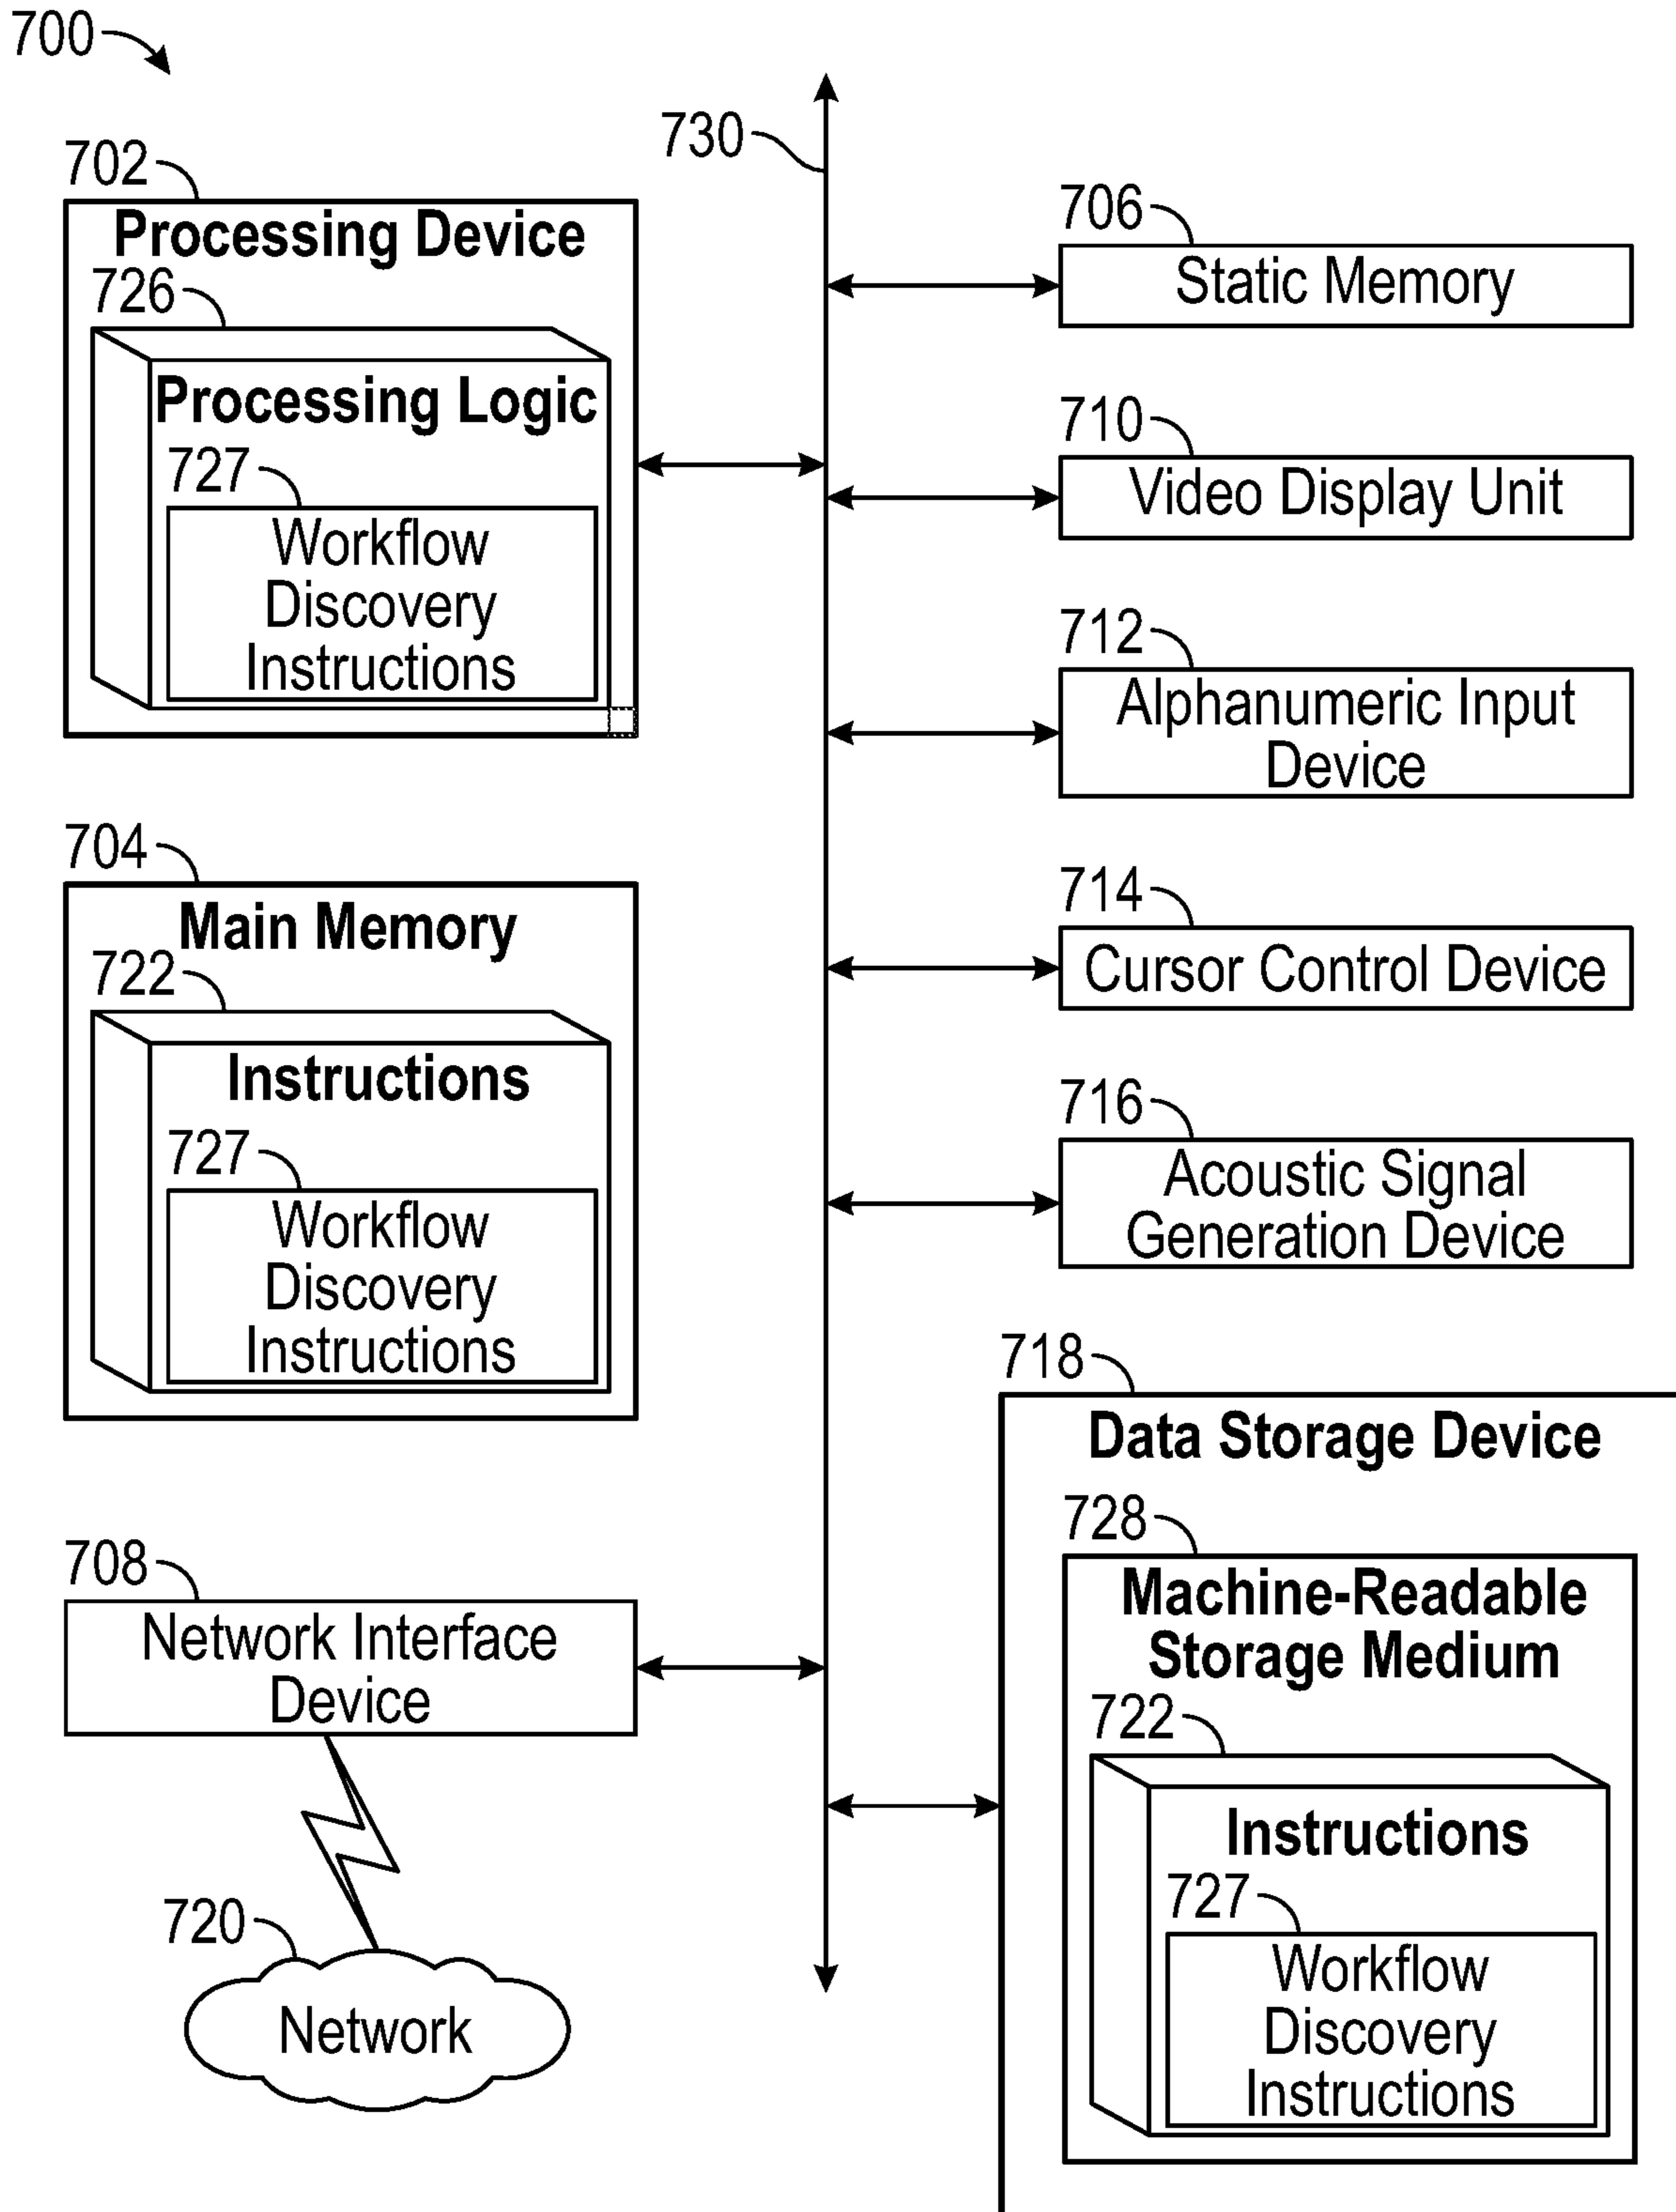 700
702
Processing Device
726
Processing Logic
727
Workflow
Discovery
Instructions
704
Main Memory
722
Instructions
727
Workflow
Discovery
Instructions
708
Network Interface
Device
720
Network
730
706
Static Memory
710
Video Display Unit
712
Alphanumeric Input
Device
714
Cursor Control Device
716
Acoustic Signal
Generation Device
718
Data Storage Device
728
Machine-Readable
Storage Medium
722
Instructions
727
Workflow
Discovery
Instructions